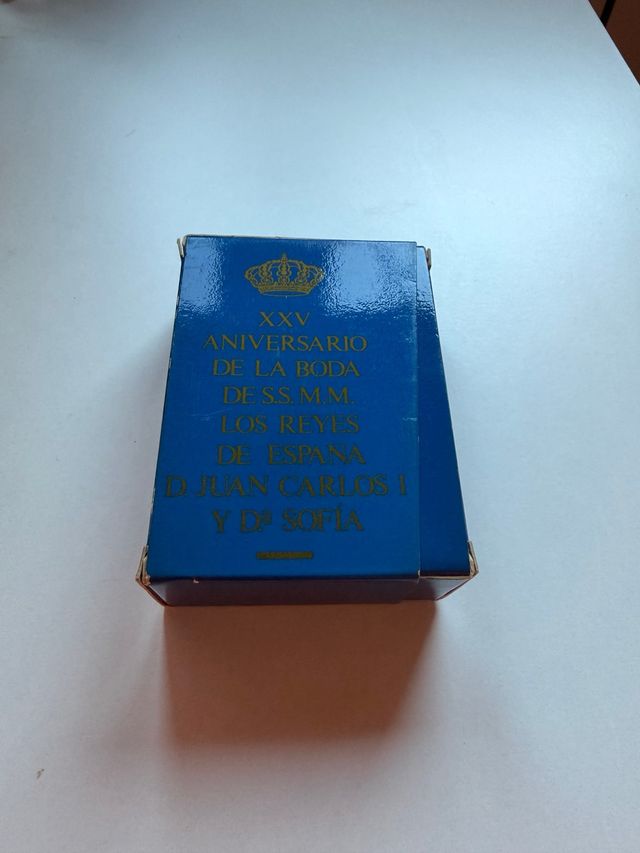 XXV
ANIVERSARIO
DE LA BODA
DE S.S. M.M.
LOS REYES
DE ESPAÑA
D. JUAN CARLOS I
Y Dª SOFÍA